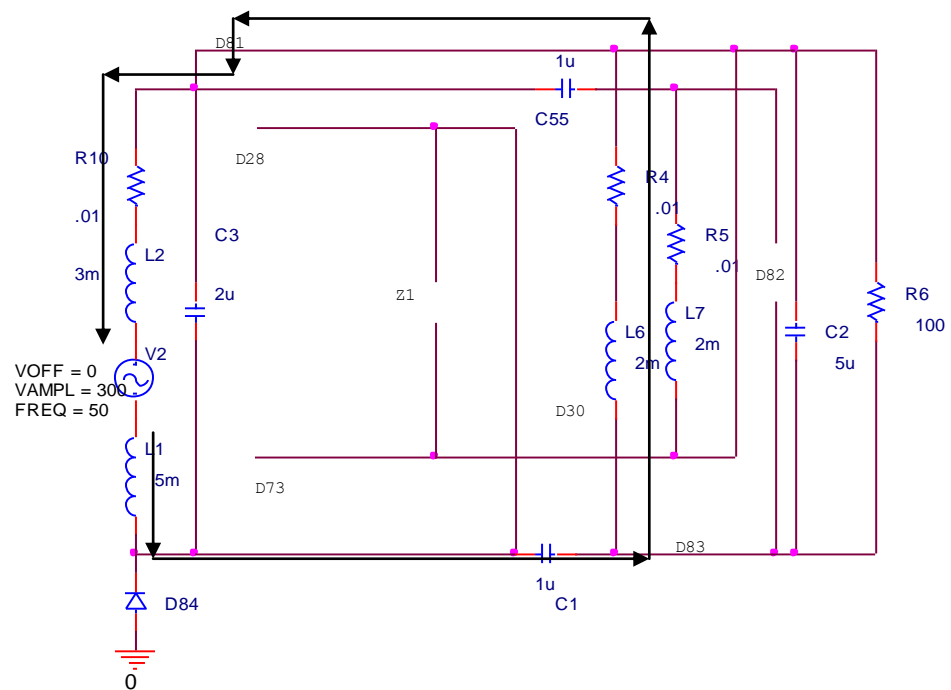 D81
1u
C55
D28
R10
.01
R4
.01
C3
R5
.01
L2
3m
D82
Z1
2u
R6
100
L7
2m
L6
2m
C2
5u
V2
VOFF = 0
VAMPL = 300
FREQ = 50
D30
L1
5m
D73
D83
1u
C1
D84
0